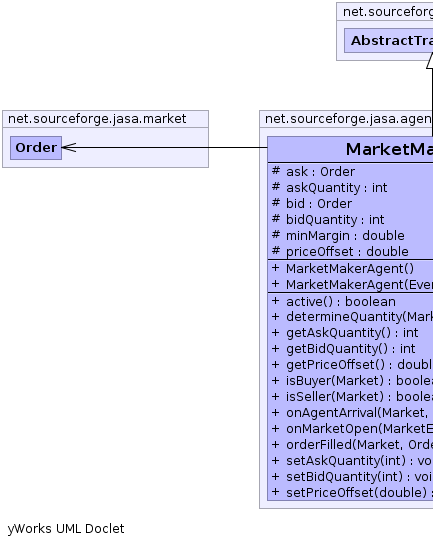 net.sourceforg
AbstractTra
net.sourceforge.jasa.market
Order
net.sourceforge.jasa.agen
MarketMa
# ask : Order
# askQuantity : int
# bid : Order
# bidQuantity : int
# minMargin : double
# priceOffset : double
+ MarketMakerAgent()
+ MarketMakerAgent(Even
+ active() : boolean
+ determineQuantity(Mark
+ getAskQuantity() : int
+ getBidQuantity() : int
+ getPriceOffset() : doubl
+ isBuyer(Market) : boolea
+ isSeller(Market) : boolea
+ onAgentArrival(Market,
+ onMarketOpen(MarketE
+ orderFilled(Market, Orde
+ setAskQuantity(int) : voi
+ setBidQuantity(int) : voi
+ setPriceOffset(double) :
yWorks UML Doclet